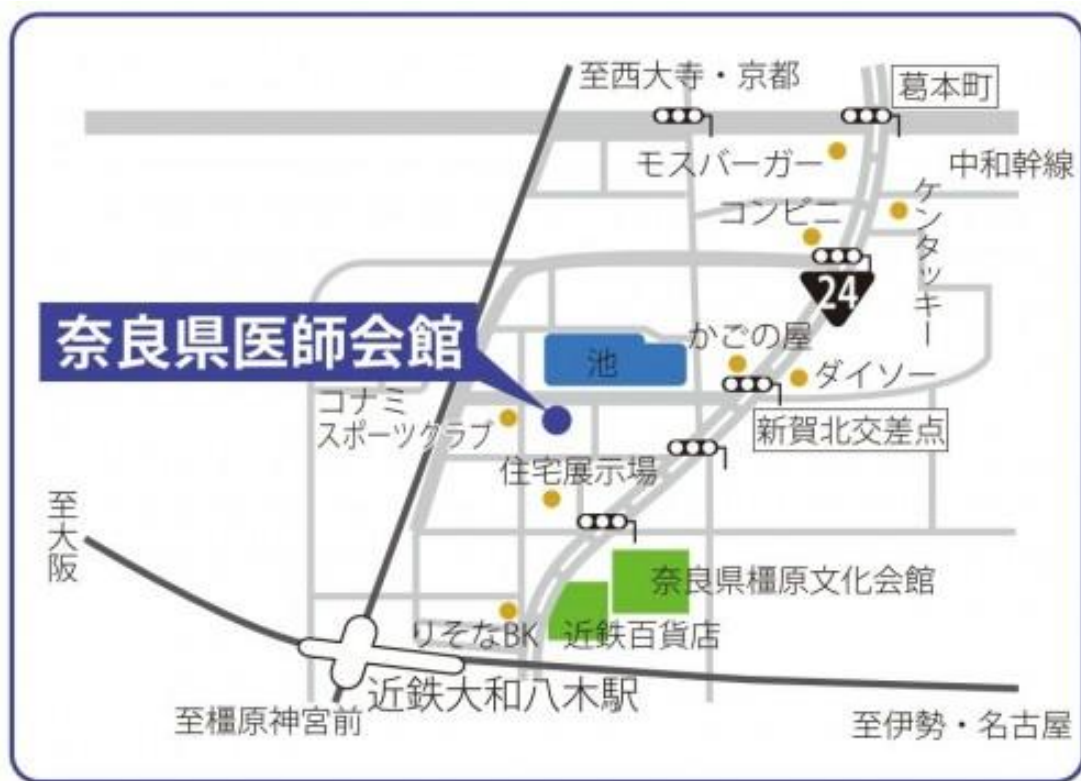 至西大寺・京都
葛本町
モスバーガー
中和幹線
コンビニ
ケンタッキー
24
奈良県医師会館
かごの屋
池
ダイソー
コナミ
スポーツクラブ
新賀北交差点
住宅展示場
至大阪
奈良県橿原文化会館
りそなBK
近鉄百貨店
近鉄大和八木駅
至橿原神宮前
至伊勢・名古屋